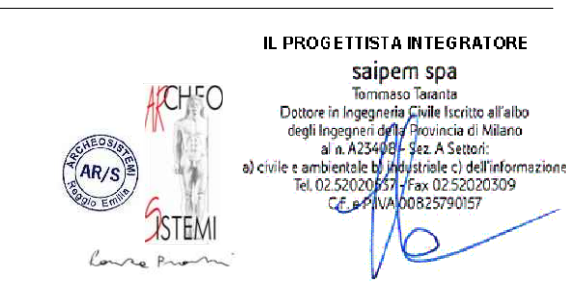 IL PROGETTISTA INTEGRATORE
saipem spa
Tommaso Taranta
Dottore in Ingegneria Civile Iscritto all'albo
degli Ingegneri della Provincia di Milano
al n. A23408 - Sez. A Settori:
a) civile e ambientale b) industriale c) dell'informazione
Tel. 02.52020557 - Fax 02.52020309
C.F. e P.IVA 00825790157
ARCHEO
SISTEMI
ARCHEOSISTEMI
AR/S
Reggio Emilia